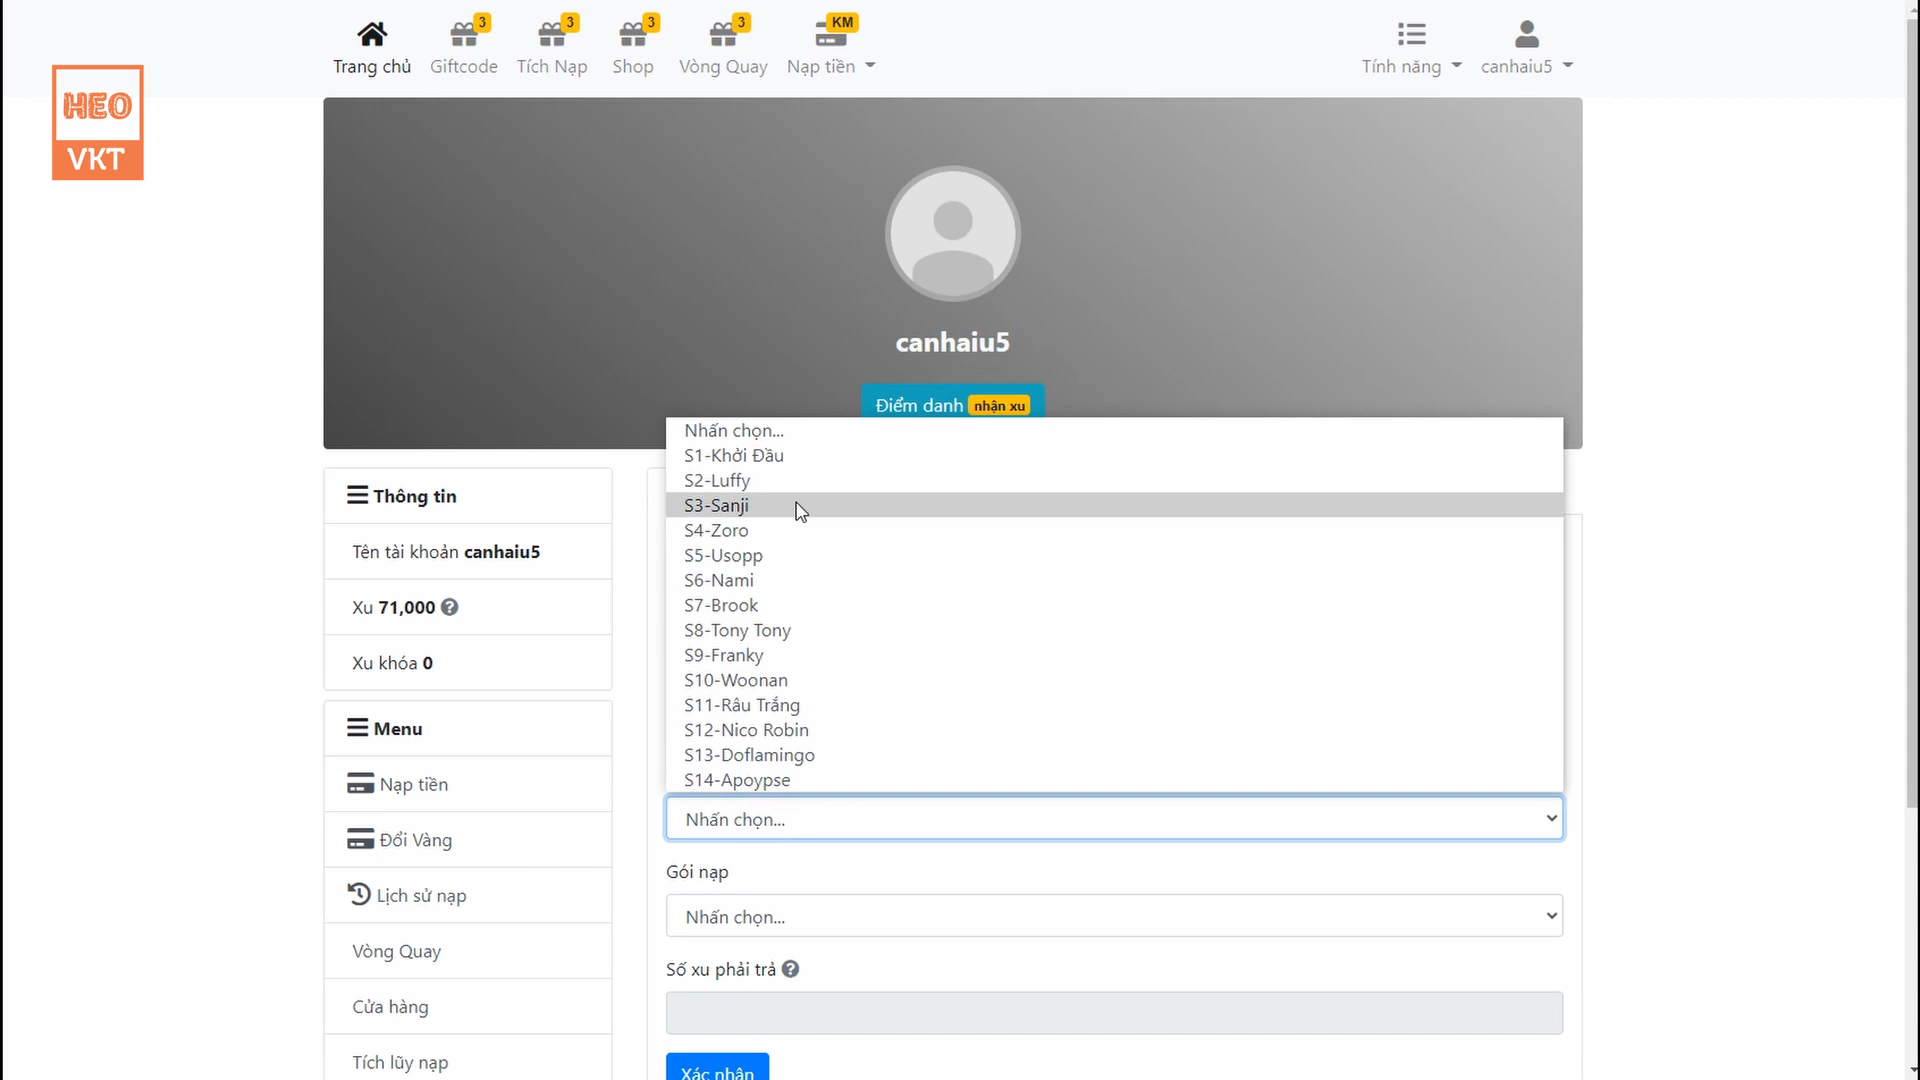 Trang chủ
3
Giftcode
3
Tích Nạp
3
Shop
3
Vòng Quay
KM
Nạp tiền
Tính năng
canhaiu5
HEO
VKT
canhaiu5
Điểm danh nhận xu
Thông tin
Tên tài khoản canhaiu5
Xu 71,000
Xu khóa 0
Menu
Nạp tiền
Đổi Vàng
Lịch sử nạp
Vòng Quay
Cửa hàng
Tích lũy nạp
Nhấn chọn...
S1-Khởi Đầu
S2-Luffy
S3-Sanji
S4-Zoro
S5-Usopp
S6-Nami
S7-Brook
S8-Tony Tony
S9-Franky
S10-Woonan
S11-Râu Trắng
S12-Nico Robin
S13-Doflamingo
S14-Apoypse
Nhấn chọn...
Gói nạp
Nhấn chọn...
Số xu phải trả
Xác nhận